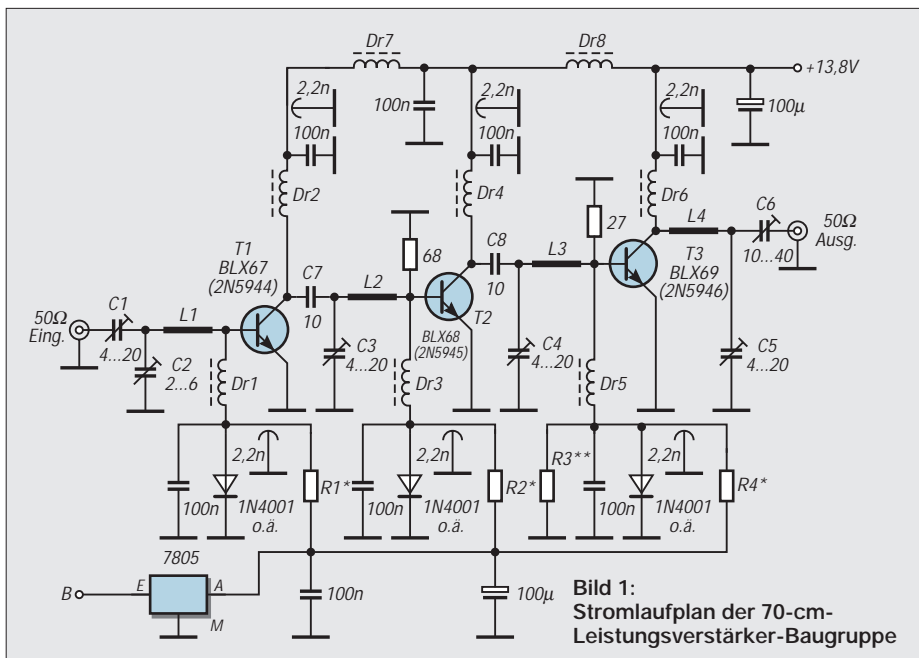 Dr7
Dr8
+13,8V
2,2n
100n
100n
2,2n
100n
2,2n
100n
100µ
Dr2
Dr4
Dr6
C6
L4
50Ω
Ausg.
10...40
27
T1
BLX67
(2N5944)
C7
10
L2
68
C8
10
L3
T3
BLX69
(2N5946)
T2
BLX68
(2N5945)
50Ω
Eing.
C1
4...20
L1
C2
2...6
Dr1
C3
4...20
Dr3
C4
4...20
Dr5
C5
4...20
100n
1N4001
o.ä.
2,2n
R1*
100n
1N4001
o.ä.
2,2n
R2*
R3**
100n
1N4001
o.ä.
2,2n
R4*
7805
B
E
A
M
100n
100µ
Bild 1:
Stromlaufplan der 70-cm-
Leistungsverstärker-Baugruppe